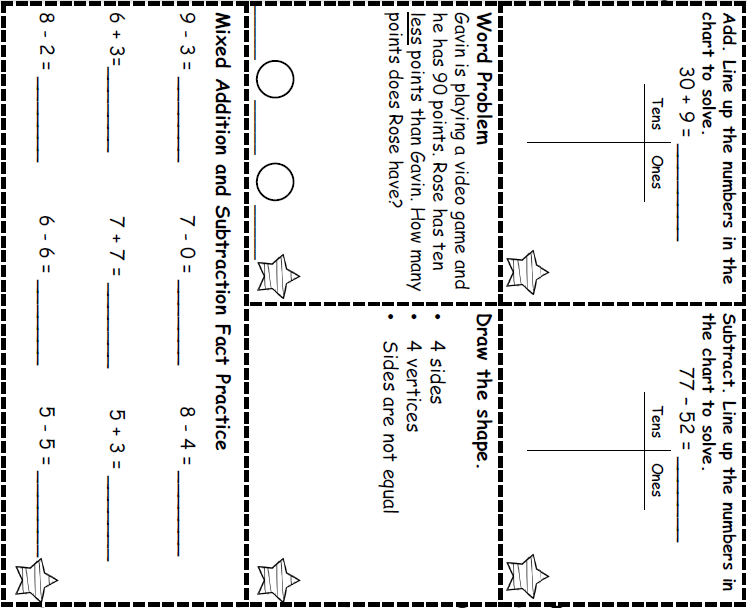 Add. Line up the numbers in the
chart to solve.
30 + 9 = ________
Tens Ones
Subtract. Line up the numbers in
the chart to solve.
77 - 52 = ________
Tens Ones
Word Problem
Gavin is playing a video game and
he has 90 points. Rose has ten
less points than Gavin. How many
points does Rose have?
Draw the shape.
• 4 sides
• 4 vertices
• Sides are not equal
Mixed Addition and Subtraction Fact Practice
9 - 3 = ________ 7 - 0 = ________ 8 - 4 = ________
6 + 3= ________ 7 + 7 = ________ 5 + 3 = ________
8 - 2 = ________ 6 - 6 = ________ 5 - 5 = ________